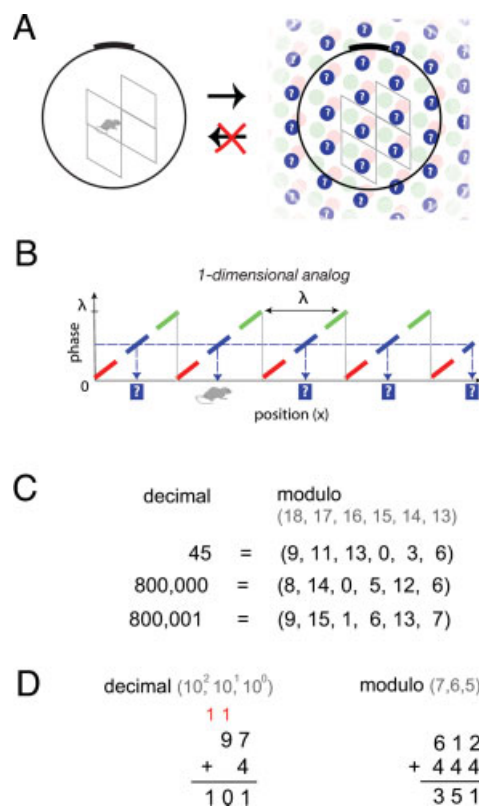 A
? ? ? ? ? ? ? ? ? ? ? ? ? ? ? ? ? ? ? ? ? ? ? ? ? ?
B
1-dimensional analog
λ
λ
phase
0
? ? ? ?
position (x)
C
decimal modulo
(18, 17, 16, 15, 14, 13)
45 = (9, 11, 13, 0, 3, 6)
800,000 = (8, 14, 0, 5, 12, 6)
800,001 = (9, 15, 1, 6, 13, 7)
D
decimal (10², 10¹, 10⁰) modulo (7,6,5)
1 1
9 7 6 1 2
+ 4 + 4 4 4
1 0 1 3 5 1